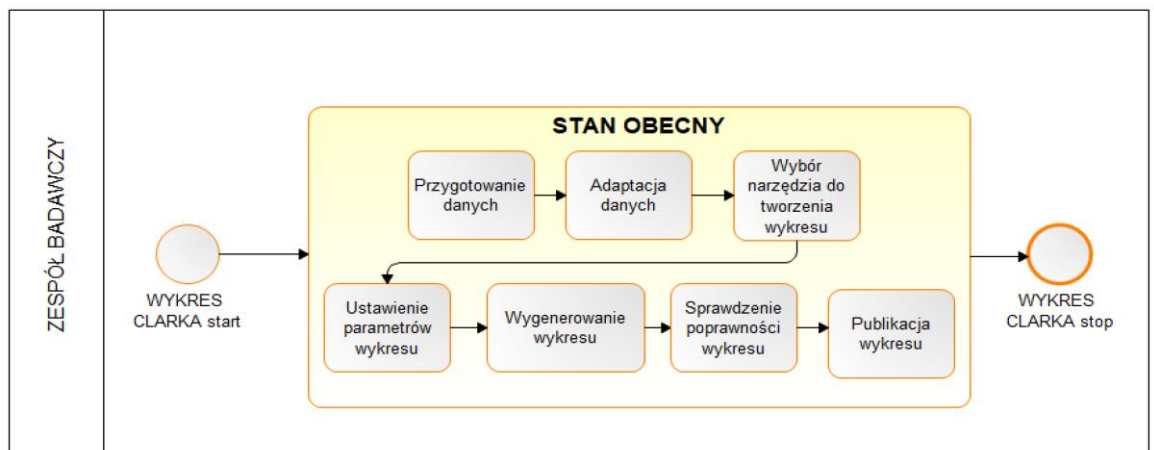 ZESPÓŁ BADAWCZY
WYKRES
CLARKA start
STAN OBECNY
Przygotowanie
danych
Adaptacja
danych
Wybór
narzędzia do
tworzenia
wykresu
Ustawienie
parametrów
wykresu
Wygenerowanie
wykresu
Sprawdzenie
poprawności
wykresu
Publikacja
wykresu
WYKRES
CLARKA stop